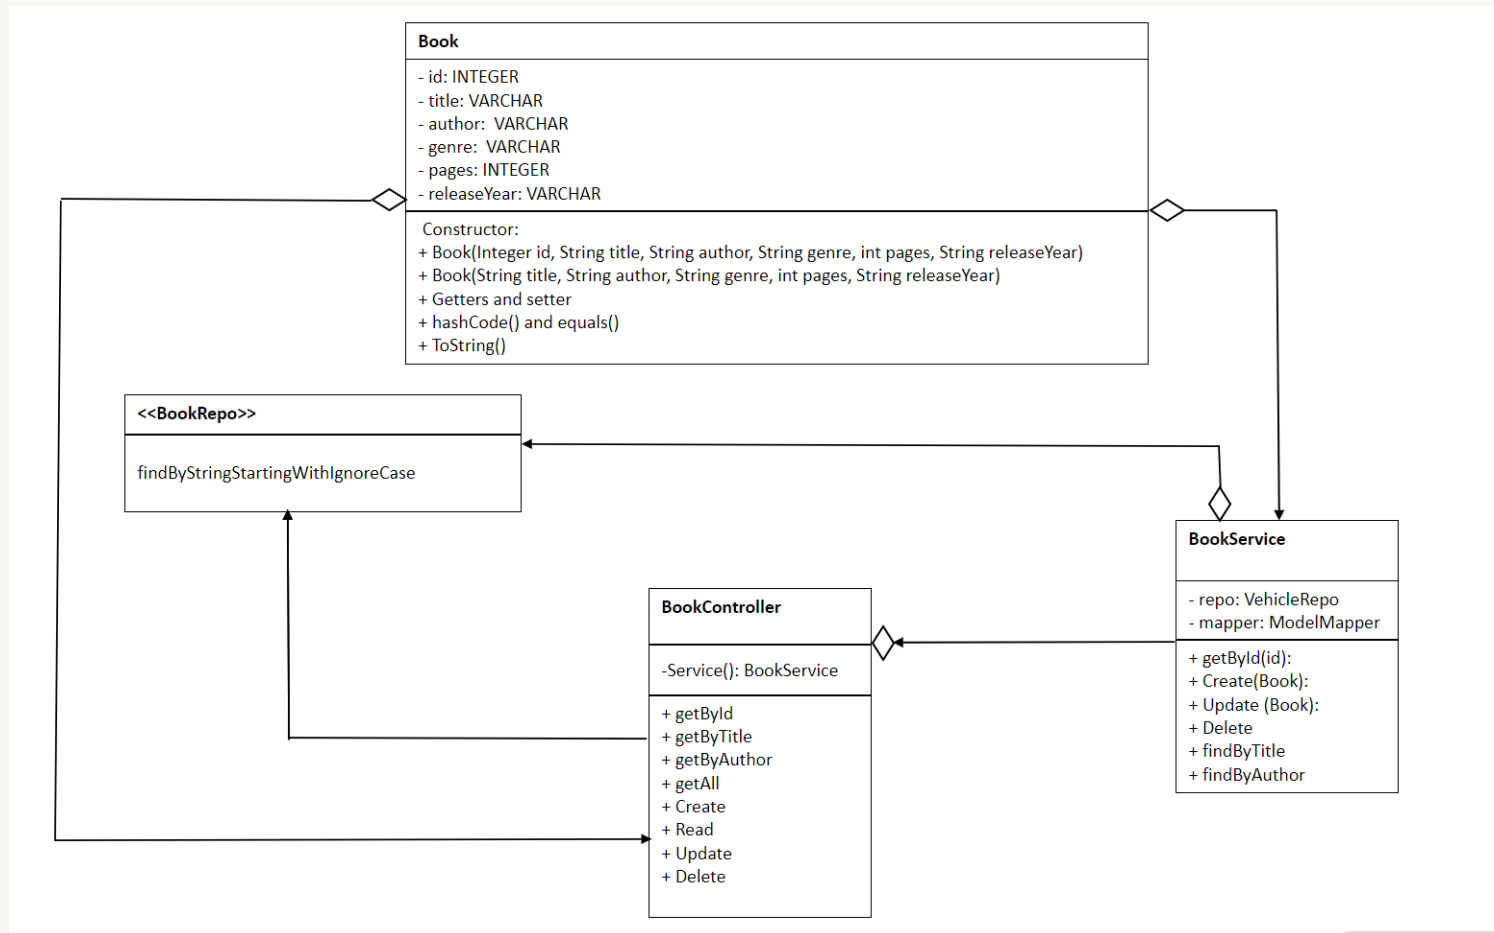 Book
- id: INTEGER
- title: VARCHAR
- author:  VARCHAR
- genre:  VARCHAR
- pages: INTEGER
- releaseYear: VARCHAR
Constructor:
+ Book(Integer id, String title, String author, String genre, int pages, String releaseYear)
+ Book(String title, String author, String genre, int pages, String releaseYear)
+ Getters and setter
+ hashCode() and equals()
+ ToString()
<<BookRepo>>
findByStringStartingWithIgnoreCase
BookService
- repo: VehicleRepo
- mapper: ModelMapper
+ getById(id):
+ Create(Book):
+ Update (Book):
+ Delete
+ findByTitle
+ findByAuthor
BookController
-Service(): BookService
+ getById
+ getByTitle
+ getByAuthor
+ getAll
+ Create
+ Read
+ Update
+ Delete